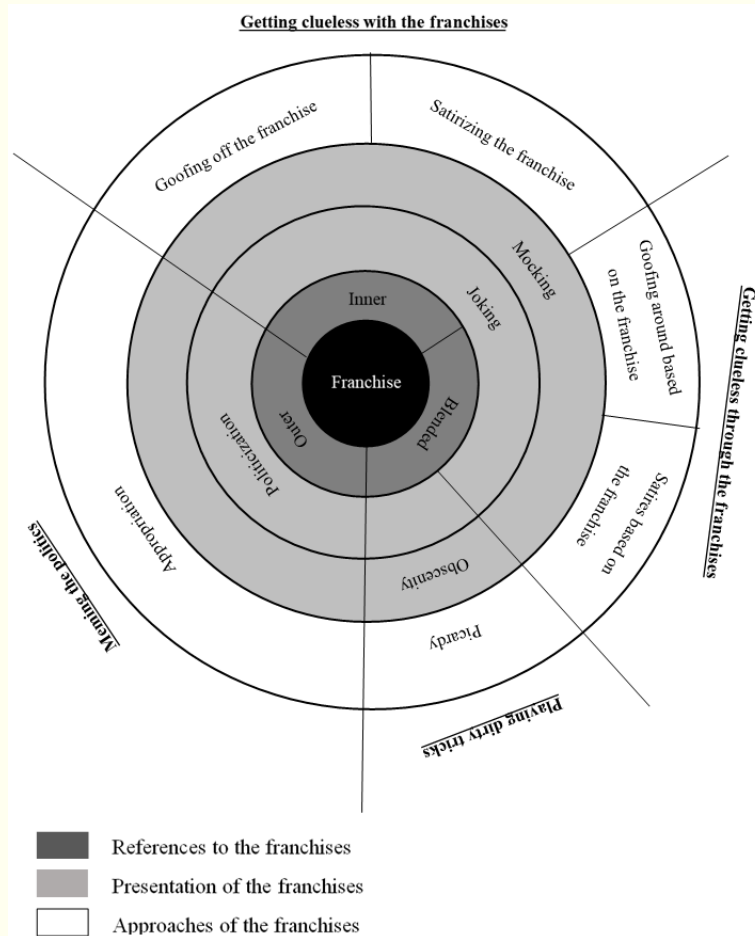 Getting clueless with the franchises
Goofing off the franchise
Satirizing the franchise
Goofing around based
on the franchise
Getting clueless through the franchises
Satires based on
the franchise
Mocking
Joking
Inner
Franchise
Blended
Outer
Politicization
Obscenity
Appropriation
Picardy
Meming the politics
Playing dirty tricks
References to the franchises
Presentation of the franchises
Approaches of the franchises